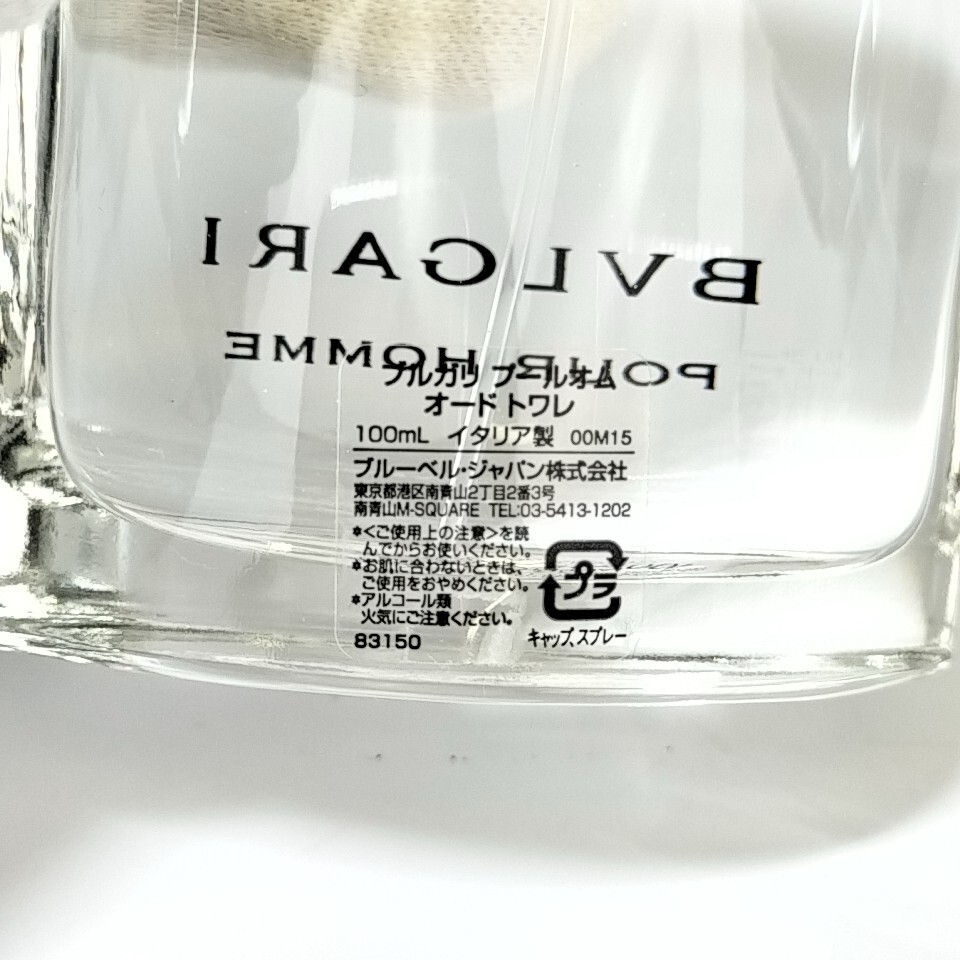 BVLGARI
POUR HOMME
ブルガリ プールオム
オード トワレ
100mL イタリア製 00M15
ブルーベル・ジャパン株式会社
東京都港区南青山2丁目2番3号
南青山M-SQUARE TEL:03-5413-1202
*<ご使用上の注意>を読
んでからお使いください。
*お肌に合わないときは、
ご使用をおやめください。
*アルコール類
火気にご注意ください。
83150
プラ
キャップ、スプレー